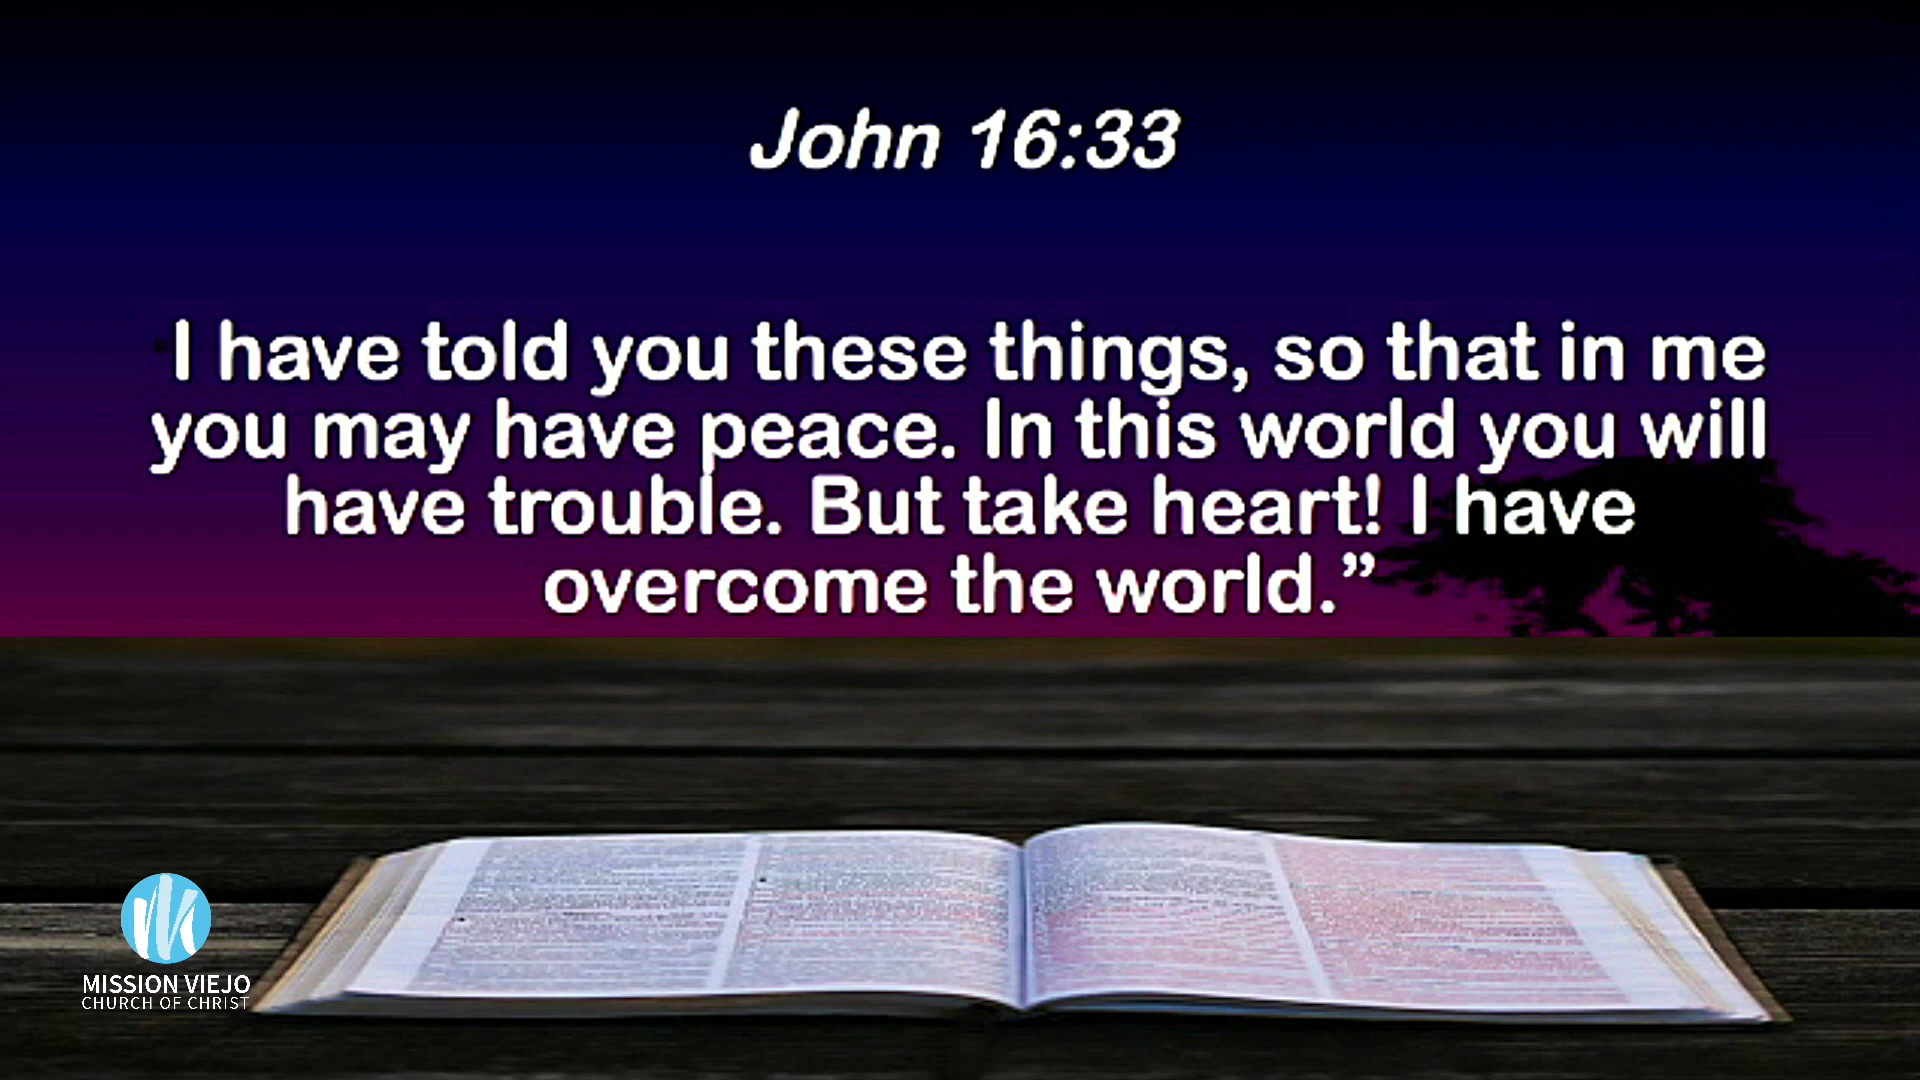 John 16:33
“I have told you these things, so that in me
you may have peace. In this world you will
have trouble. But take heart! I have
overcome the world.”
MISSION VIEJO
CHURCH OF CHRIST